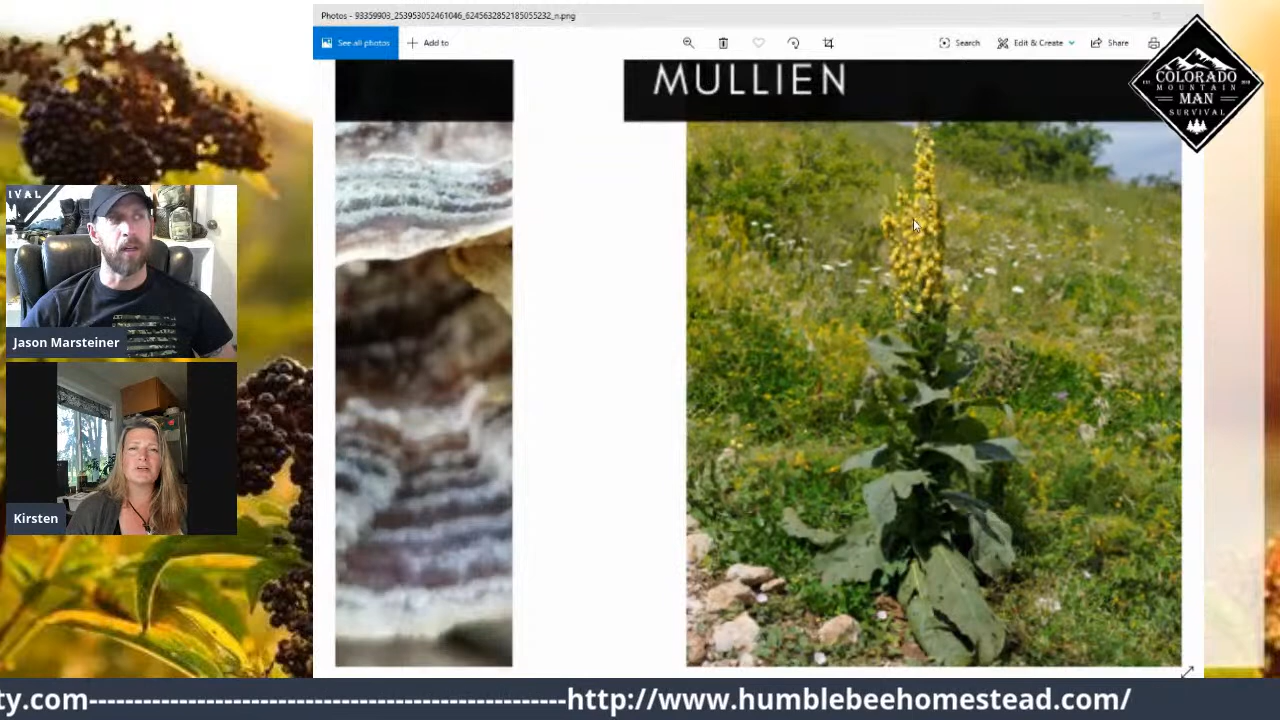 Photos - 93359903_253953052461046_6245632852185055232_n.png
See all photos
Add to
Search
Edit & Create
Share
MULLIEN
COLORADO
MOUNTAIN
MAN
SURVIVAL
IVAL
Jason Marsteiner
Kirsten
ty.com------------------------------------------------------http://www.humblebeehomestead.com/